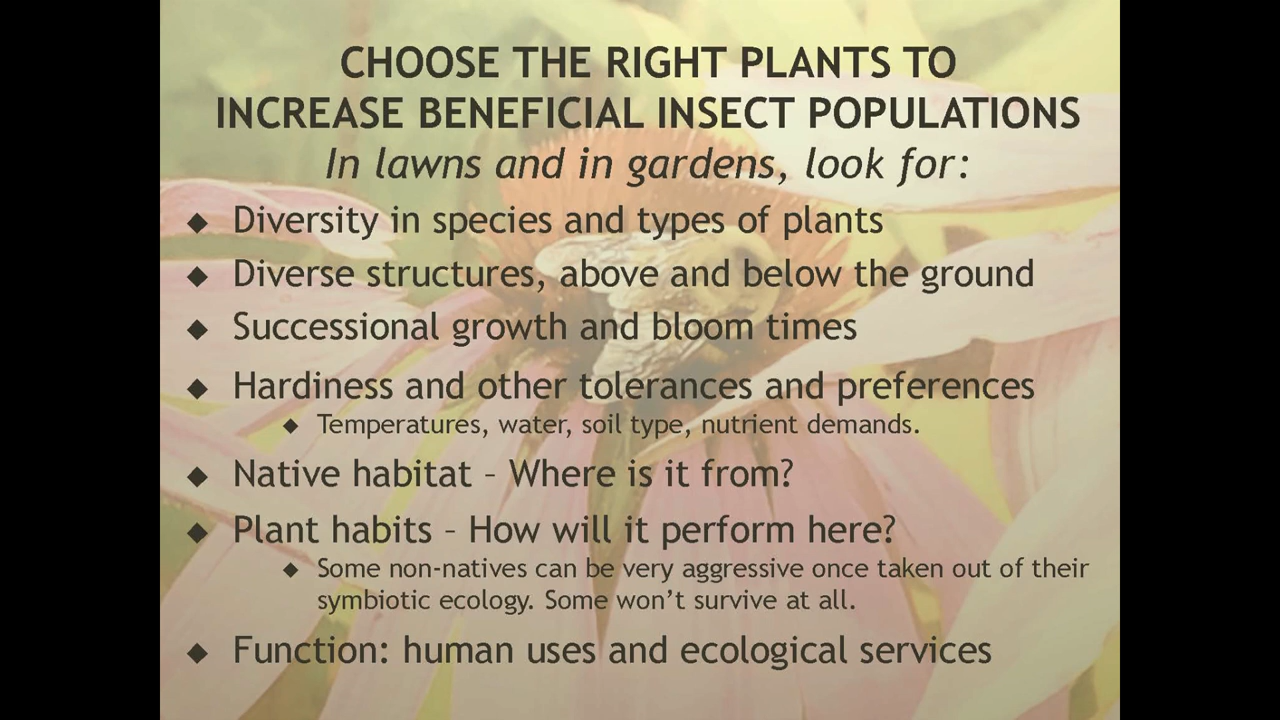 CHOOSE THE RIGHT PLANTS TO
INCREASE BENEFICIAL INSECT POPULATIONS
In lawns and in gardens, look for:
◆ Diversity in species and types of plants
◆ Diverse structures, above and below the ground
◆ Successional growth and bloom times
◆ Hardiness and other tolerances and preferences
◆ Temperatures, water, soil type, nutrient demands.
◆ Native habitat – Where is it from?
◆ Plant habits – How will it perform here?
◆ Some non-natives can be very aggressive once taken out of their
symbiotic ecology. Some won’t survive at all.
◆ Function: human uses and ecological services